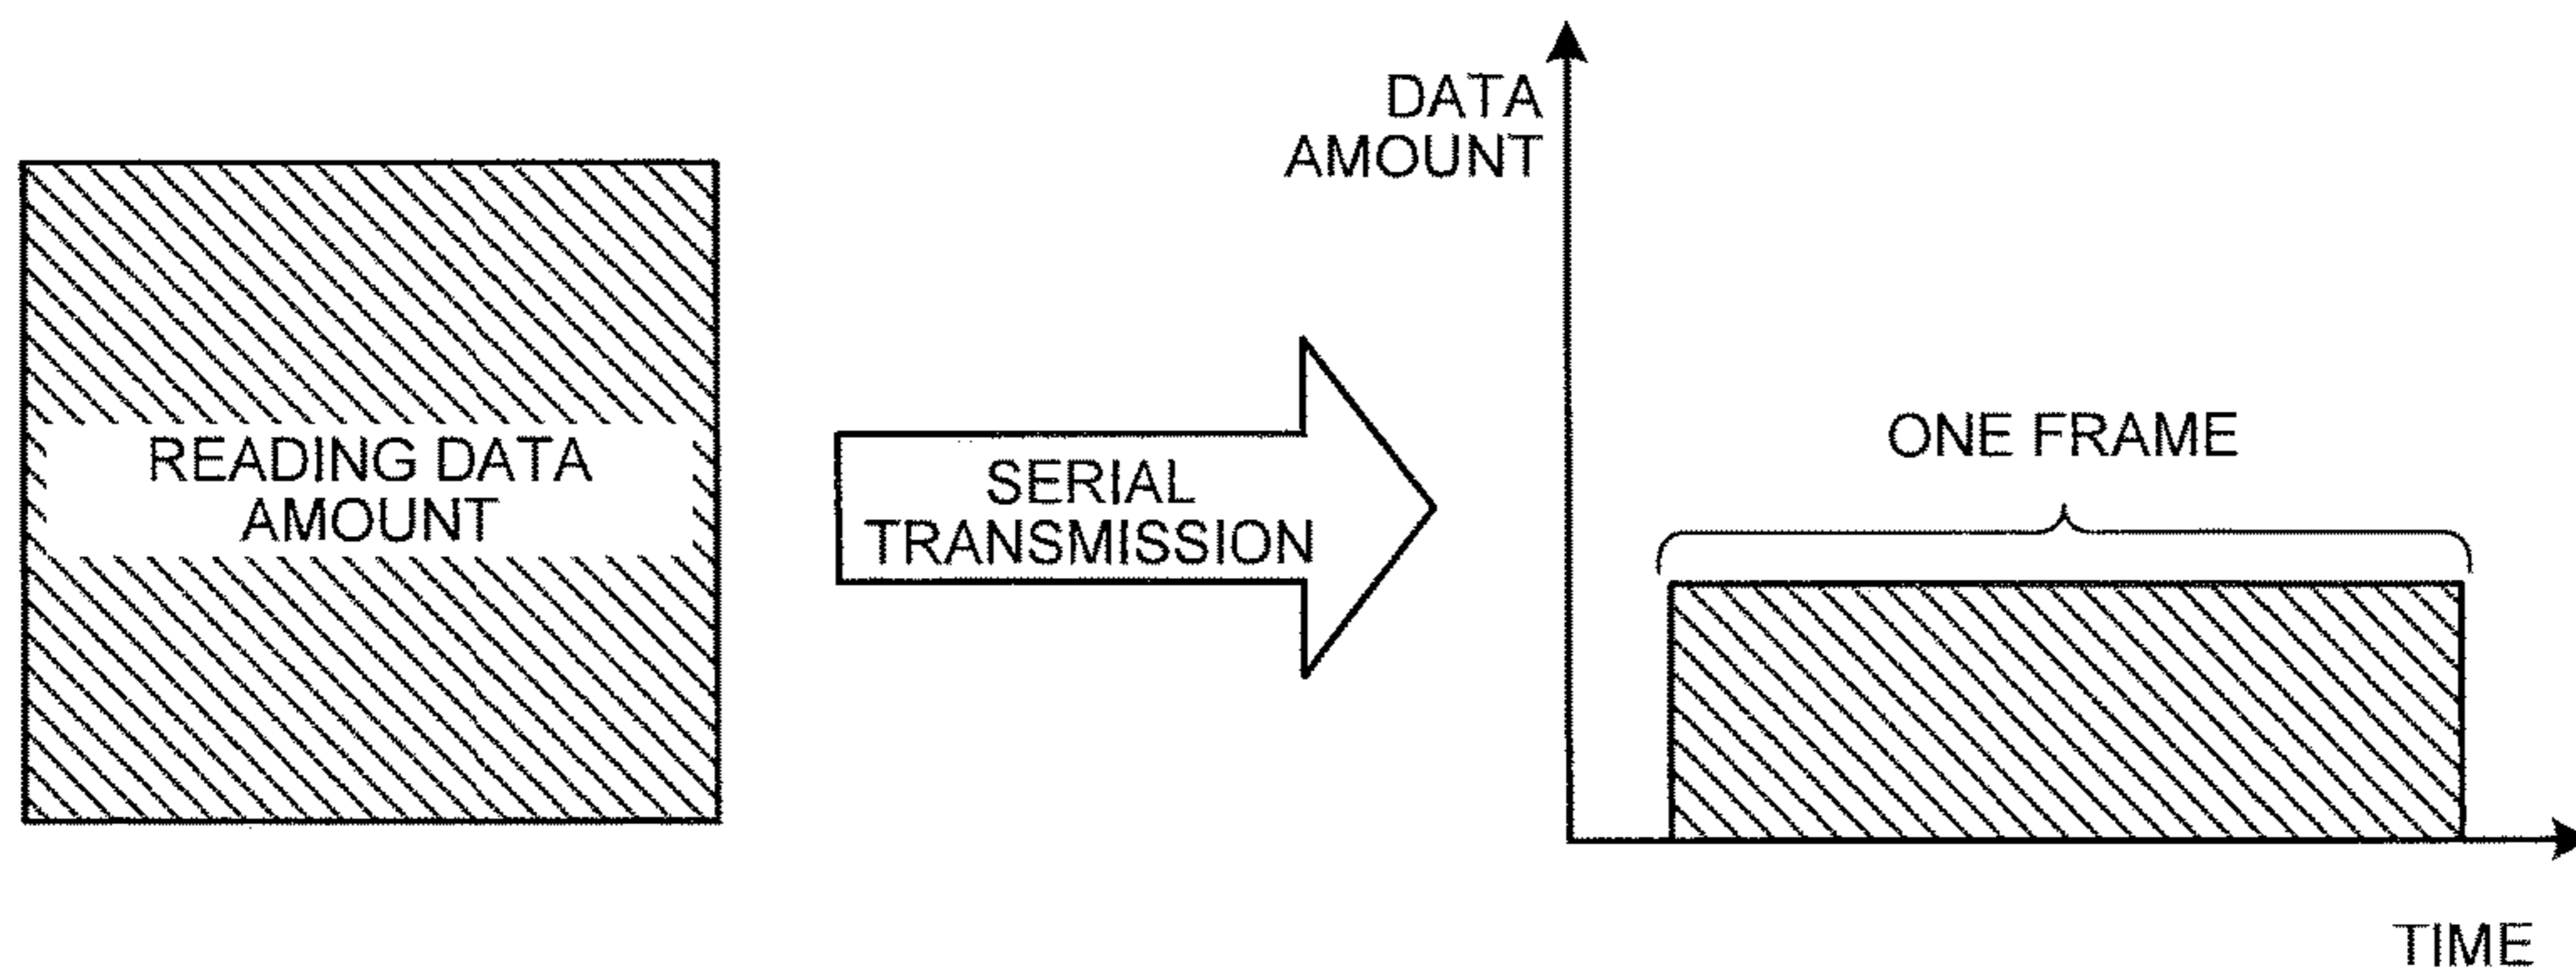 READING DATA
AMOUNT
SERIAL
TRANSMISSION
DATA
AMOUNT
ONE FRAME
TIME